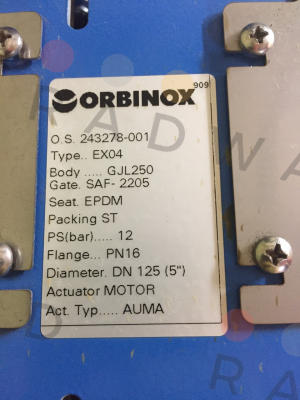 909
ORBINOX
O.S. 243278-001
Type.. EX04
Body ..... GJL250
Gate. SAF- 2205
Seat. EPDM
Packing ST
PS(bar)..... 12
Flange... PN16
Diameter. DN 125 (5")
Actuator MOTOR
Act. Typ..... AUMA